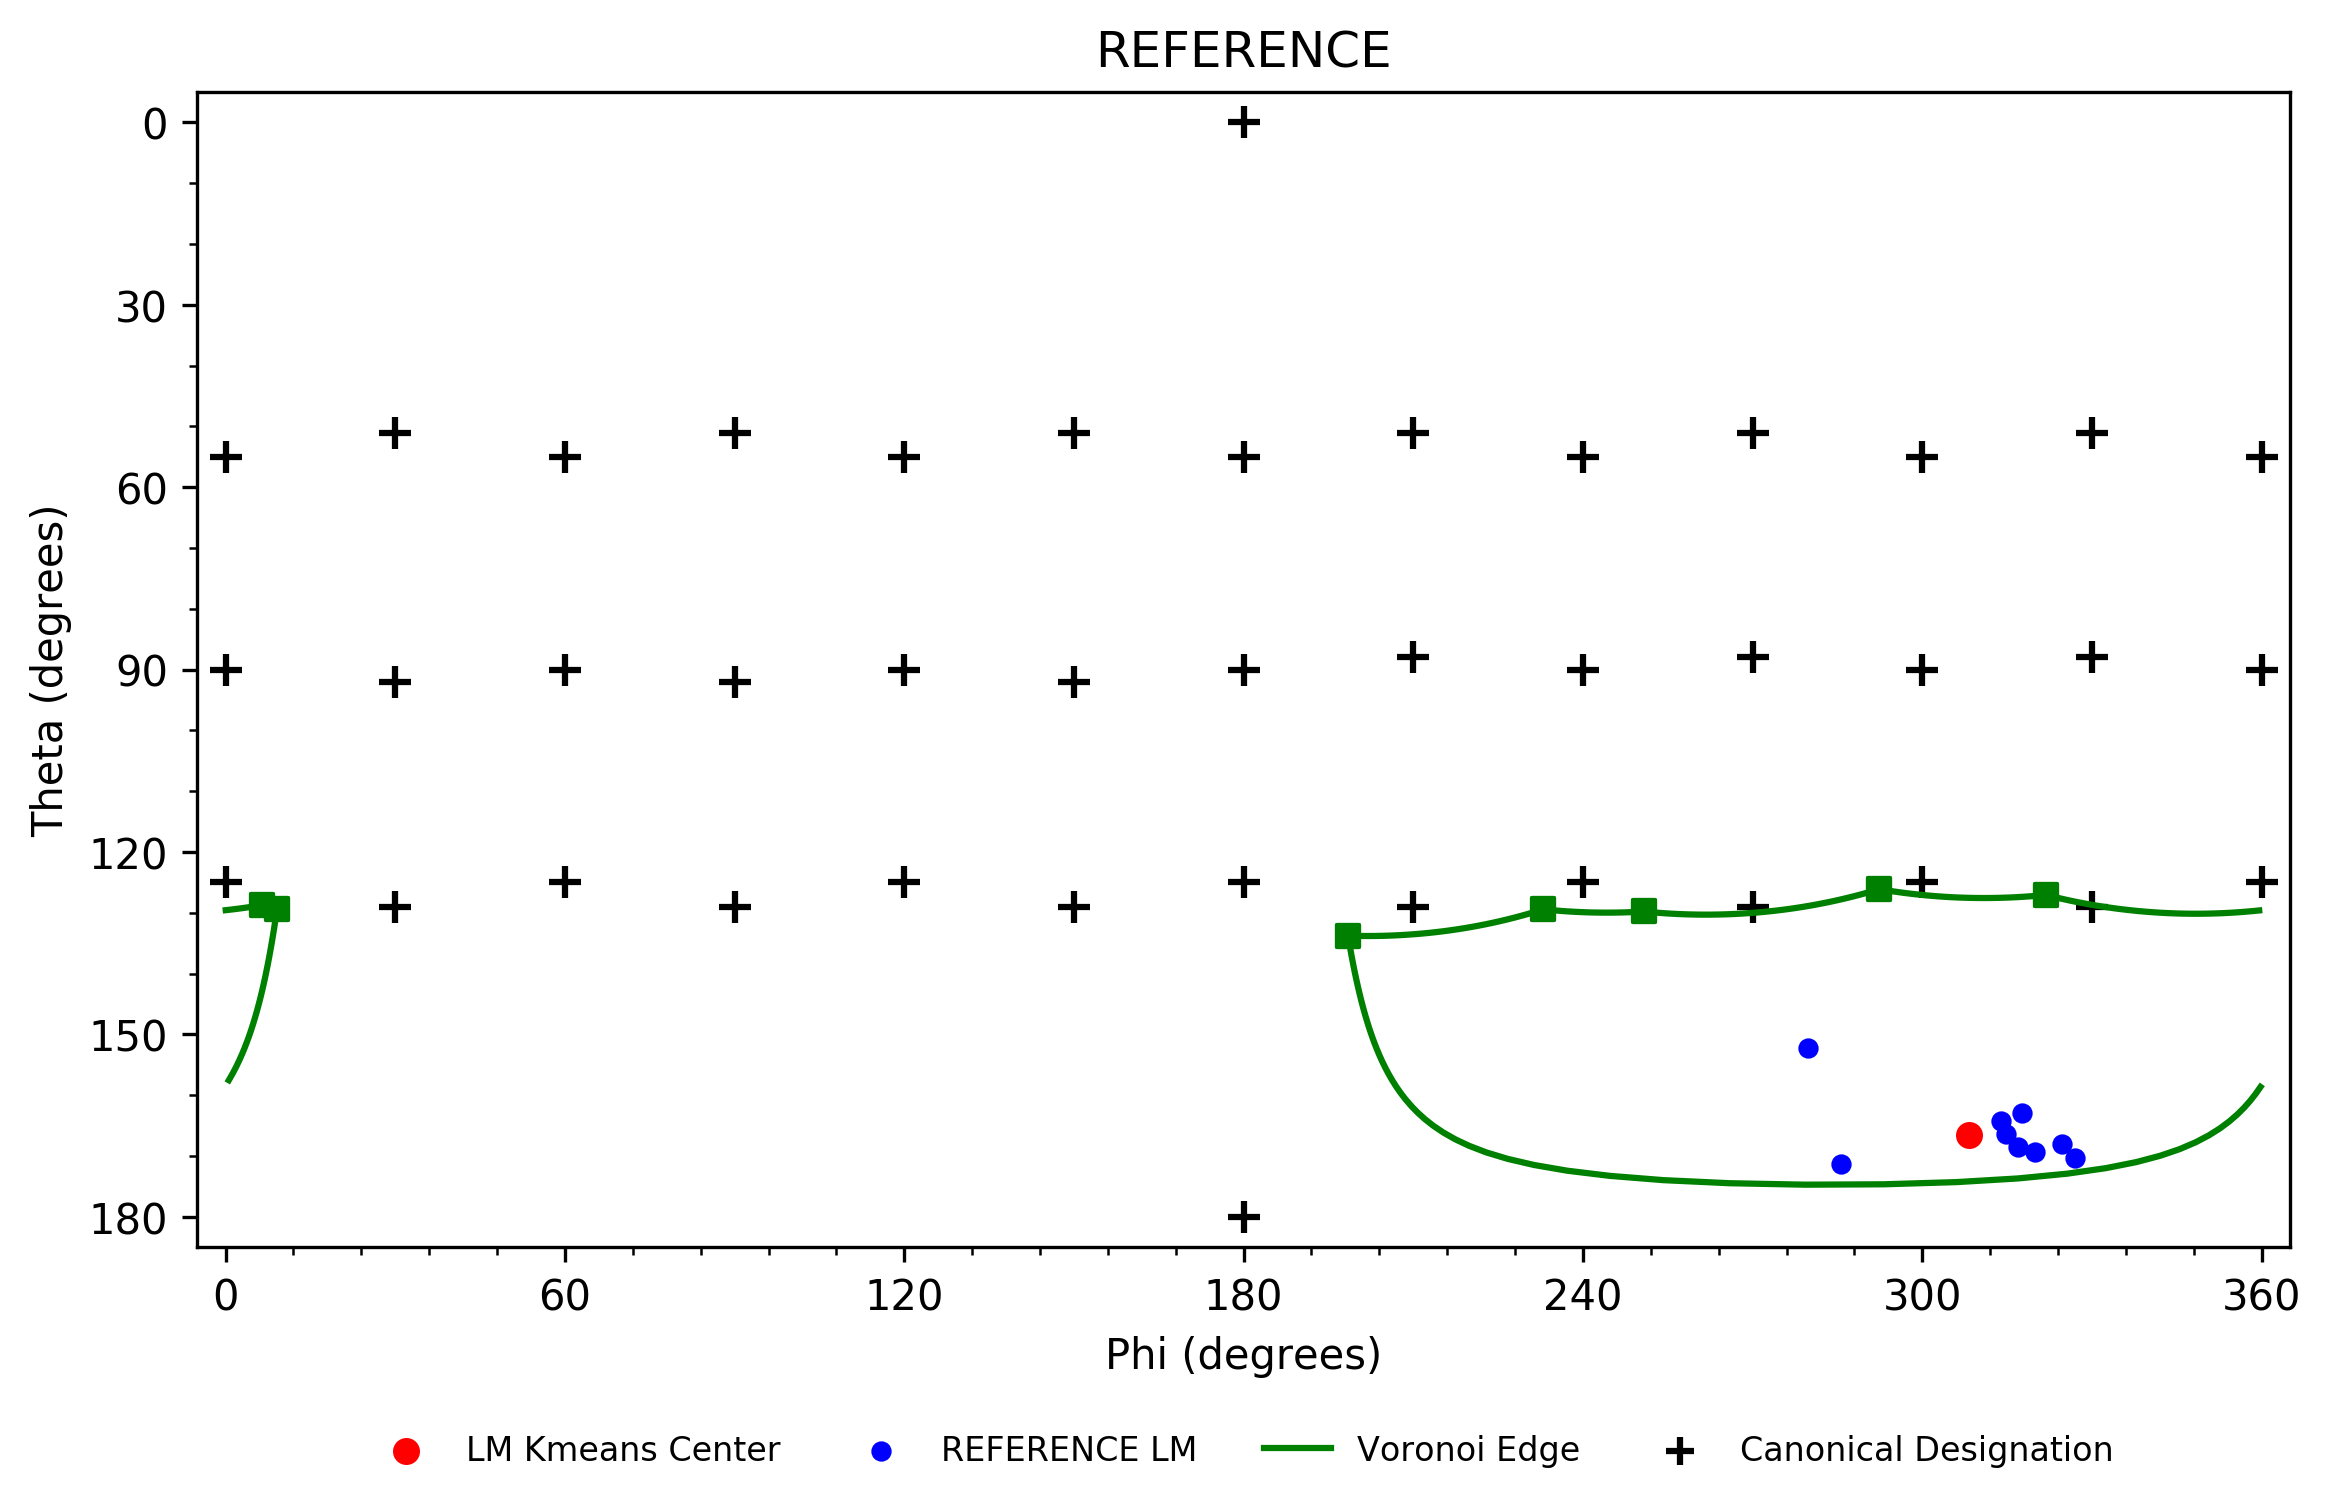 REFERENCE
0
30
60
90
120
150
180
Theta (degrees)
0 60 120 180 240 300 360
Phi (degrees)
LM Kmeans Center REFERENCE LM Voronoi Edge Canonical Designation